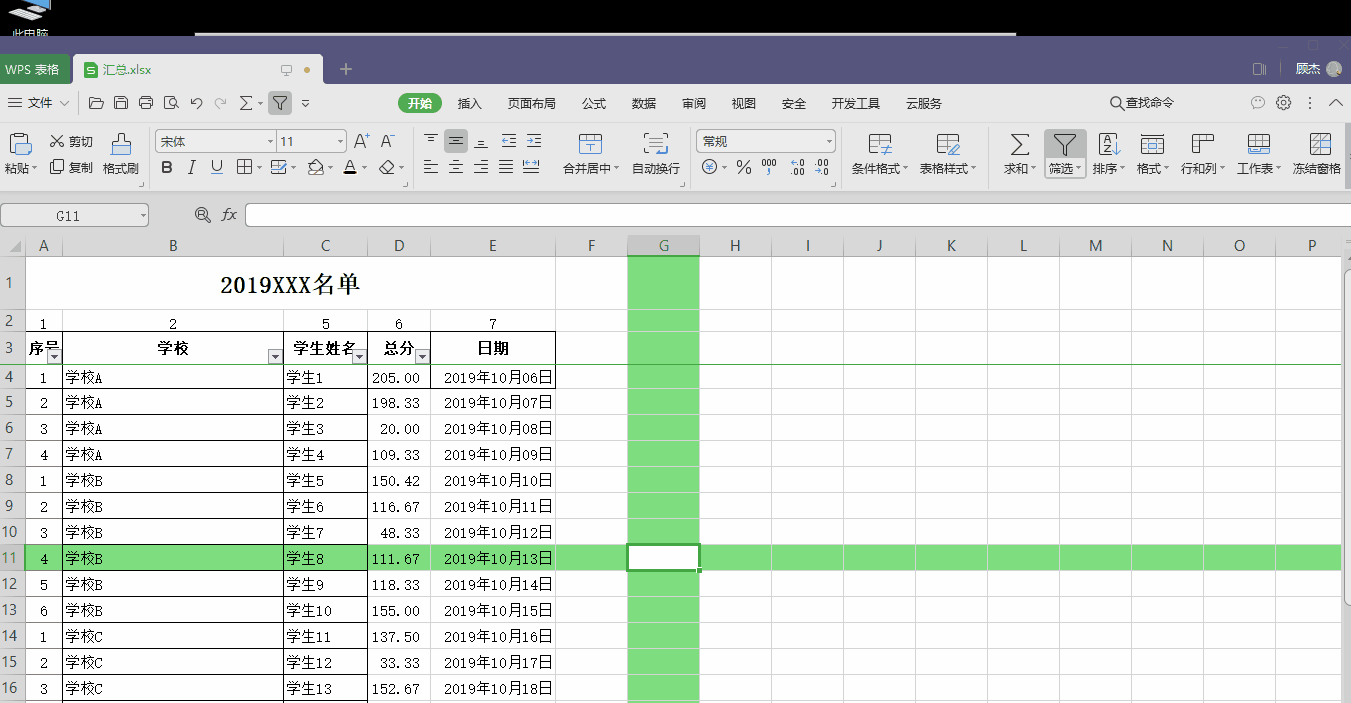 此电脑
WPS 表格 汇总.xlsx 顾杰
文件 开始 插入 页面布局 公式 数据 审阅 视图 安全 开发工具 云服务 查找命令
粘贴 剪切 复制 格式刷 宋体 11 合并居中 自动换行 常规 条件格式 表格样式 求和 筛选 排序 格式 行和列 工作表 冻结窗格
G11 fx
A B C D E F G H I J K L M N O P
1 2019XXX名单
2 1 2 5 6 7
3 序号 学校 学生姓名 总分 日期
4 1 学校A 学生1 205.00 2019年10月06日
5 2 学校A 学生2 198.33 2019年10月07日
6 3 学校A 学生3 20.00 2019年10月08日
7 4 学校A 学生4 109.33 2019年10月09日
8 1 学校B 学生5 150.42 2019年10月10日
9 2 学校B 学生6 116.67 2019年10月11日
10 3 学校B 学生7 48.33 2019年10月12日
11 4 学校B 学生8 111.67 2019年10月13日
12 5 学校B 学生9 118.33 2019年10月14日
13 6 学校B 学生10 155.00 2019年10月15日
14 1 学校C 学生11 137.50 2019年10月16日
15 2 学校C 学生12 33.33 2019年10月17日
16 3 学校C 学生13 152.67 2019年10月18日